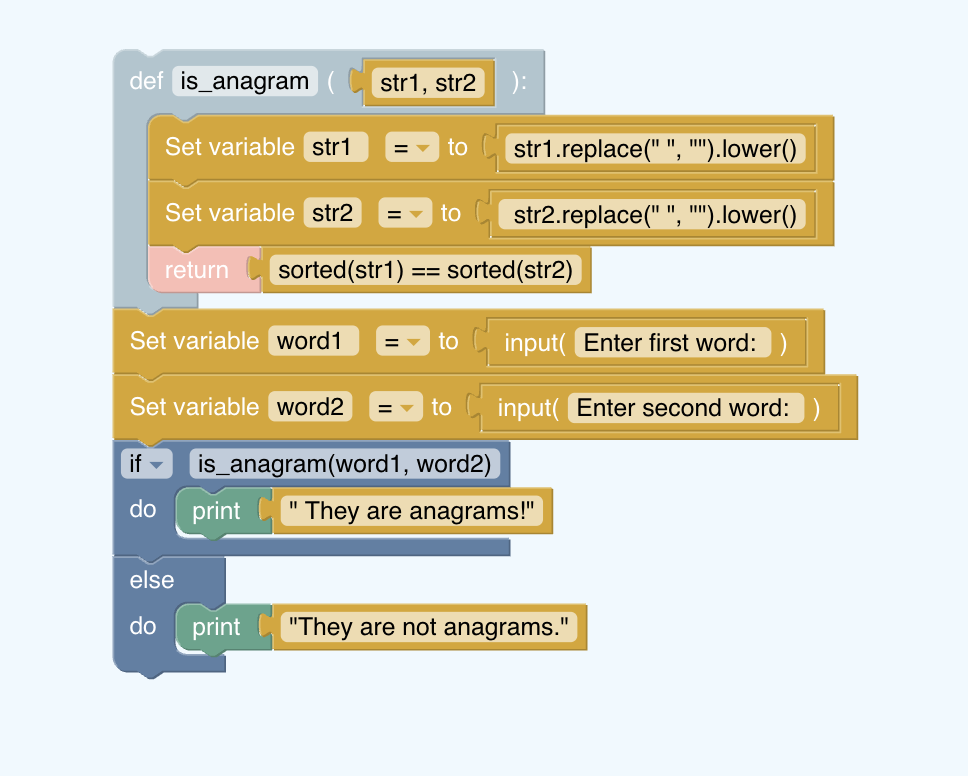 def is_anagram ( str1, str2 ):
Set variable str1 = to str1.replace(" ", "").lower()
Set variable str2 = to str2.replace(" ", "").lower()
return sorted(str1) == sorted(str2)
Set variable word1 = to input( Enter first word: )
Set variable word2 = to input( Enter second word: )
if is_anagram(word1, word2)
do print " They are anagrams!"
else
do print "They are not anagrams."